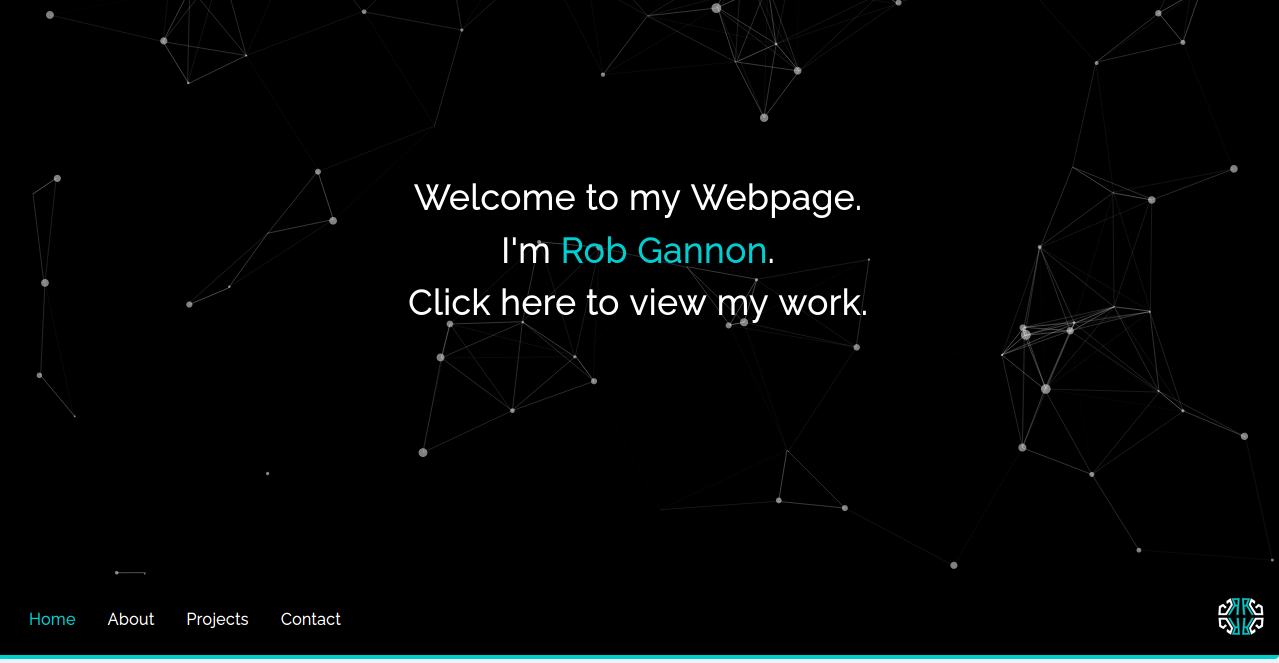 Welcome to my Webpage.
I'm Rob Gannon.
Click here to view my work.
Home About Projects Contact